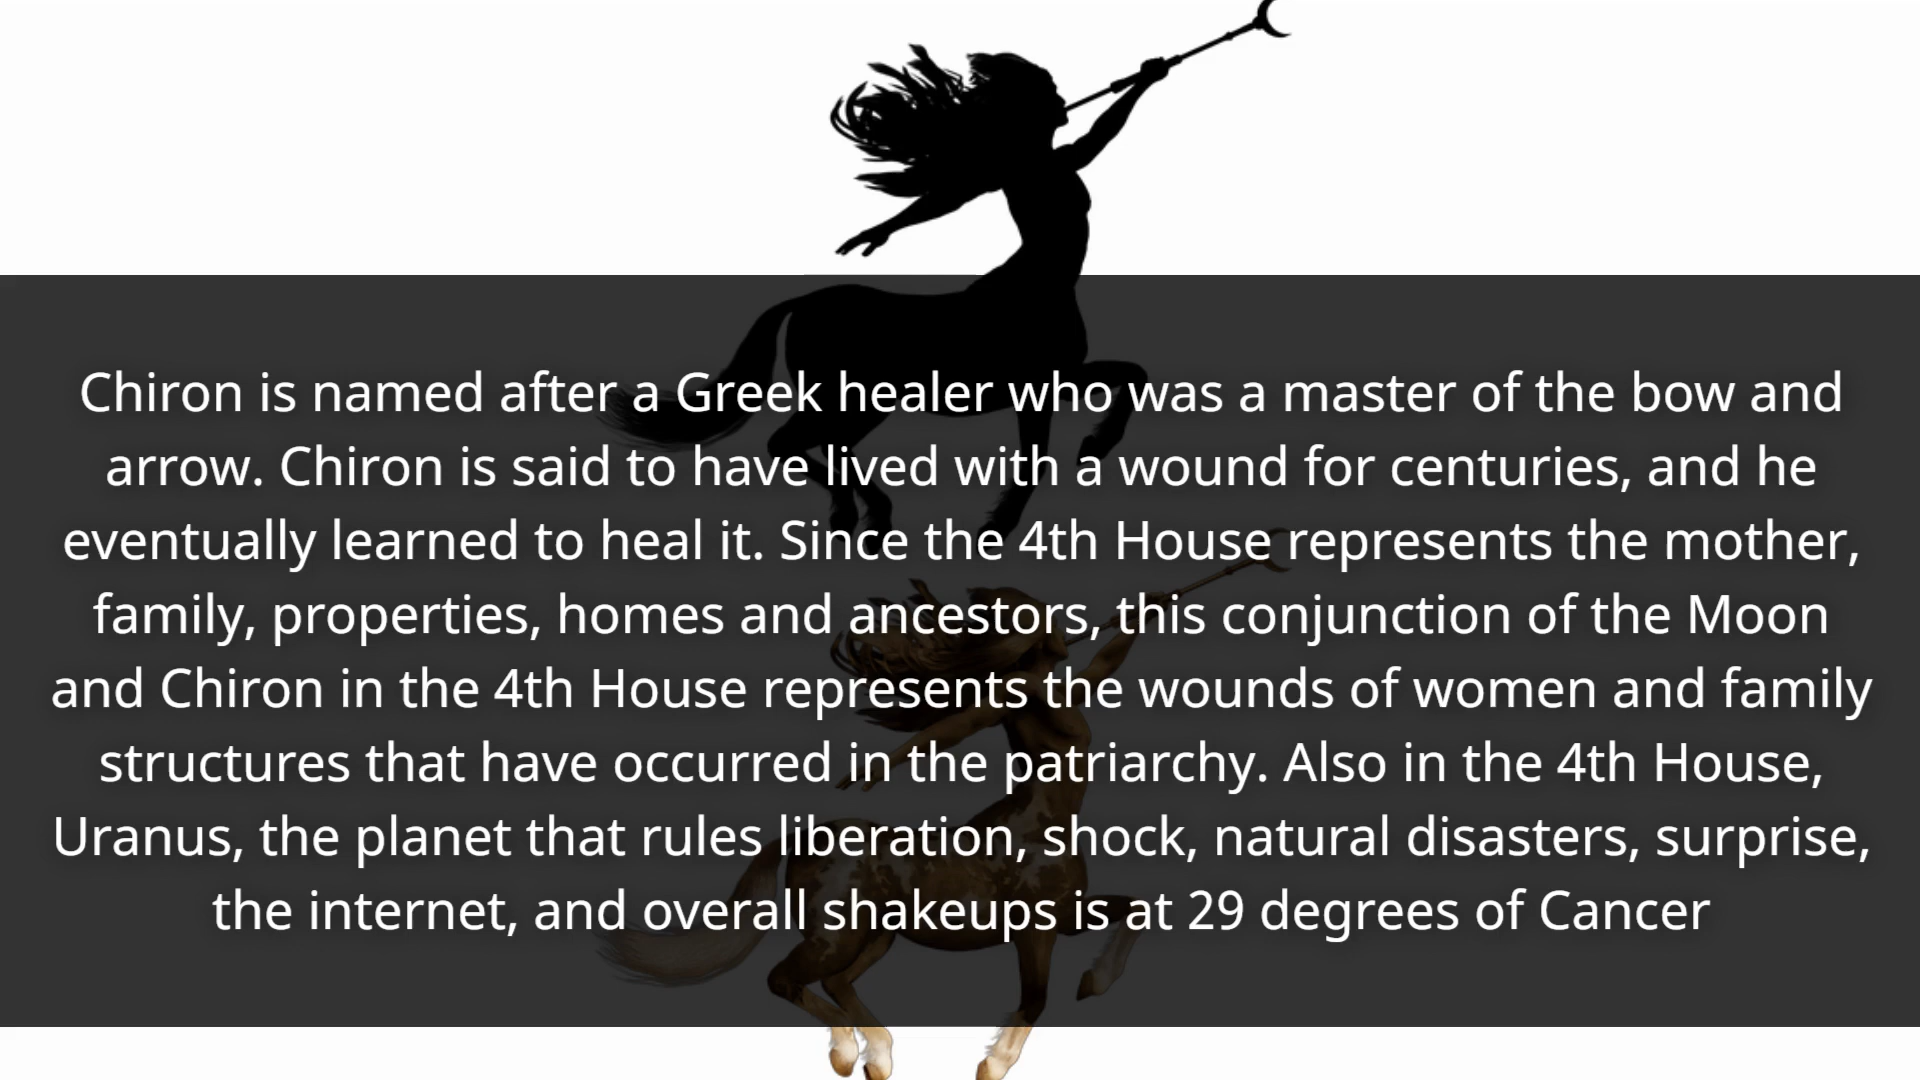 Chiron is named after a Greek healer who was a master of the bow and
arrow. Chiron is said to have lived with a wound for centuries, and he
eventually learned to heal it. Since the 4th House represents the mother,
family, properties, homes and ancestors, this conjunction of the Moon
and Chiron in the 4th House represents the wounds of women and family
structures that have occurred in the patriarchy. Also in the 4th House,
Uranus, the planet that rules liberation, shock, natural disasters, surprise,
the internet, and overall shakeups is at 29 degrees of Cancer